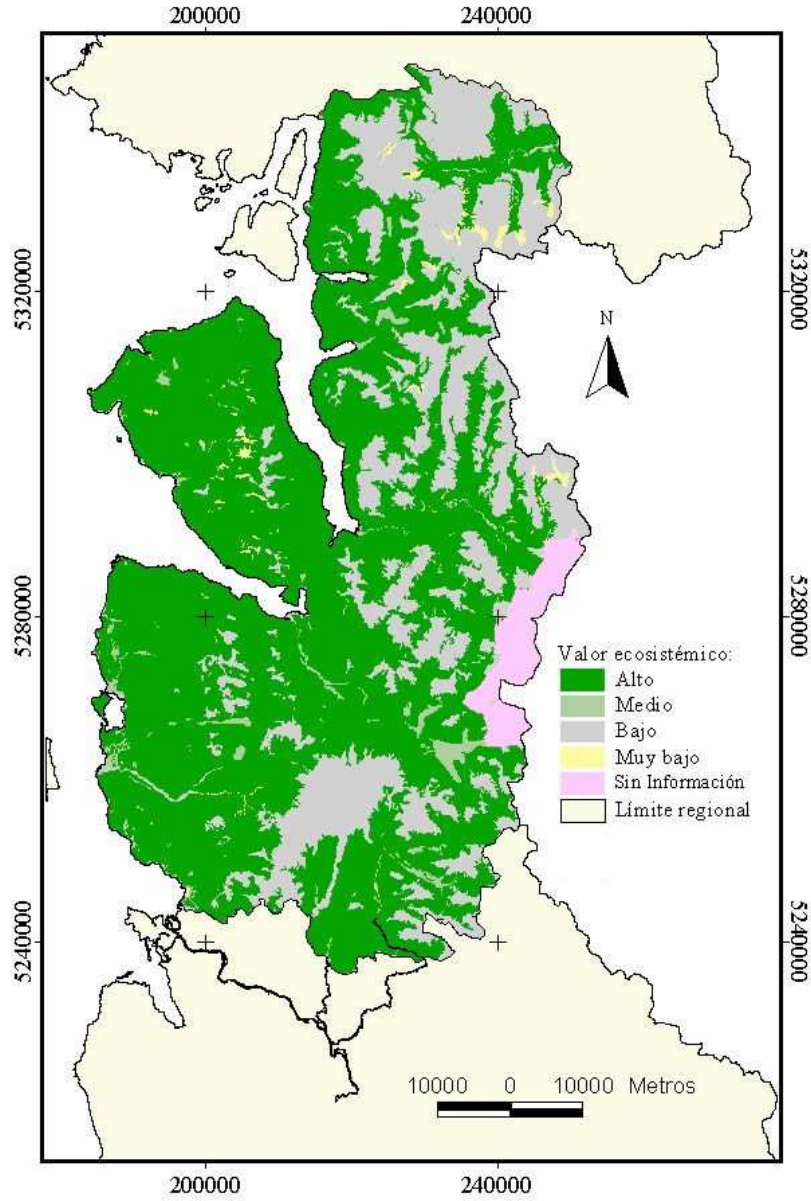 200000 240000
5320000 5320000
N
5280000 5280000
Valor ecosistémico:
Alto
Medio
Bajo
Muy bajo
Sin Información
Límite regional
5240000 5240000
10000 0 10000 Metros
200000 240000